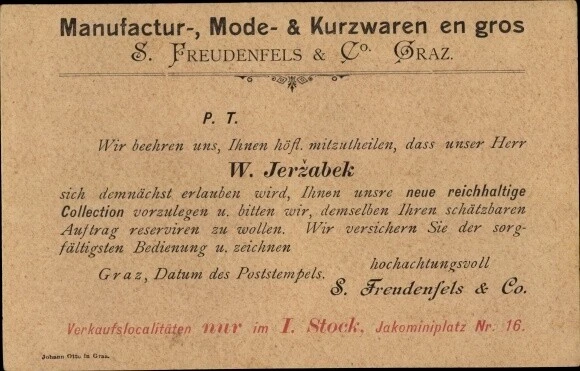 Manufactur-, Mode- & Kurzwaren en gros
S. FREUDENFELS & Co. GRAZ.
P. T.
Wir beehren uns, Ihnen höfl. mitzutheilen, dass unser Herr
W. Jeržabek
sich demnächst erlauben wird, Ihnen unsre neue reichhaltige
Collection vorzulegen u. bitten wir, demselben Ihren schätzbaren
Auftrag reserviren zu wollen. Wir versichern Sie der sorg-
fältigsten Bedienung u. zeichnen
hochachtungsvoll
Graz, Datum des Poststempels.
S. Freudenfels & Co.
Verkaufslocalitäten nur im I. Stock, Jakominiplatz Nr. 16.
Johann Otto in Graz.